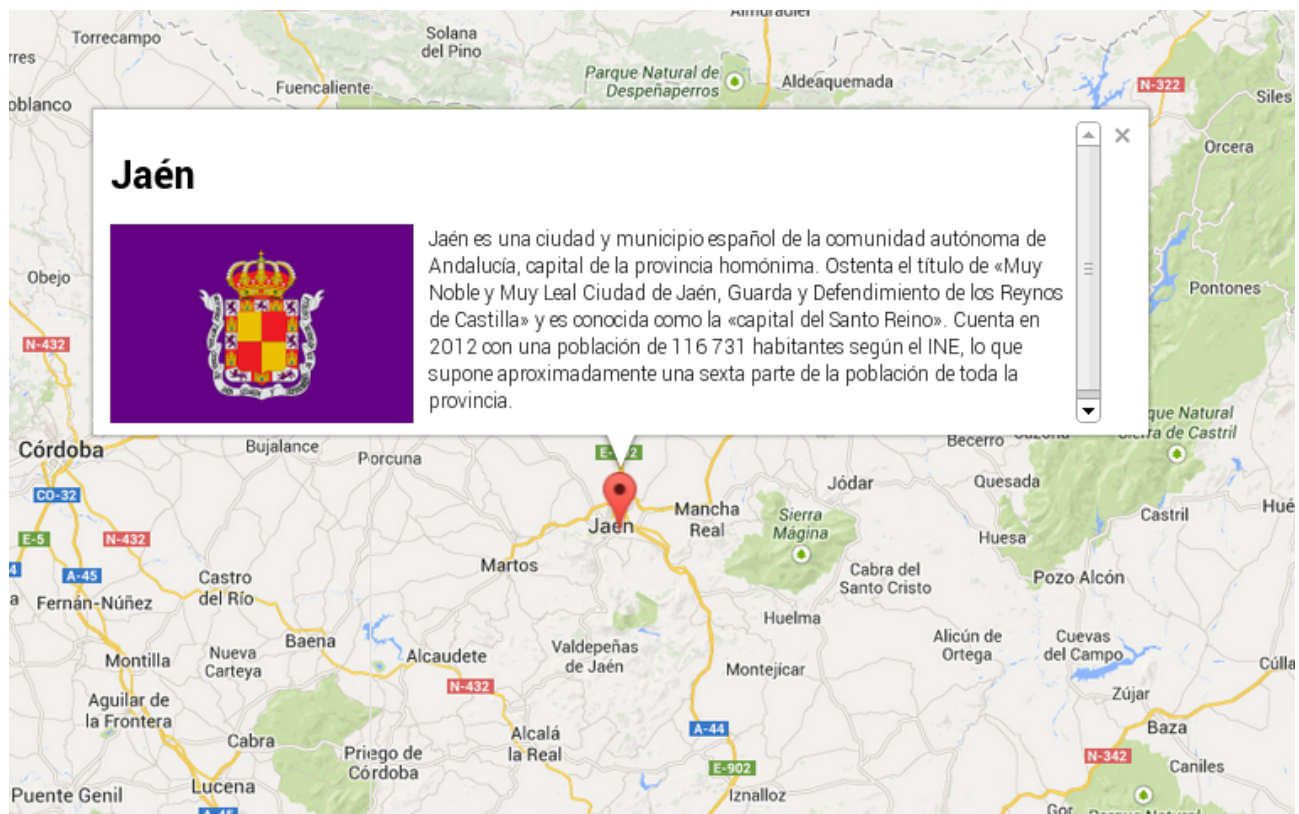 Almuradiel
Torrecampo
Solana
del Pino
Parque Natural de
Despeñaperros
Aldeaquemada
N-322
Siles
Fuencaliente
Orcera
Jaén
Jaén es una ciudad y municipio español de la comunidad autónoma de
Andalucía, capital de la provincia homónima. Ostenta el título de «Muy
Noble y Muy Leal Ciudad de Jaén, Guarda y Defendimiento de los Reynos
de Castilla» y es conocida como la «capital del Santo Reino». Cuenta en
2012 con una población de 116 731 habitantes según el INE, lo que
supone aproximadamente una sexta parte de la población de toda la
provincia.
Obejo
Pontones
N-432
que Natural
Sierra de Castril
Córdoba
Bujalance
Porcuna
Becerro
CO-32
Jódar
Quesada
Mancha
Real
Sierra
Mágina
Castril
Jaén
E-5
N-432
Huesa
Martos
A-45
Castro
del Río
Cabra del
Santo Cristo
Pozo Alcón
Fernán-Núñez
Huelma
Baena
Alcaudete
Valdepeñas
de Jaén
Alicún de
Ortega
Cuevas
del Campo
Montilla
Nueva
Carteya
Montejícar
N-432
Zújar
Aguilar de
la Frontera
A-44
Baza
Alcalá
la Real
Cabra
Priego de
Córdoba
N-342
E-902
Caniles
Puente Genil
Lucena
Iznalloz
A-45
Gor
Parque Natural